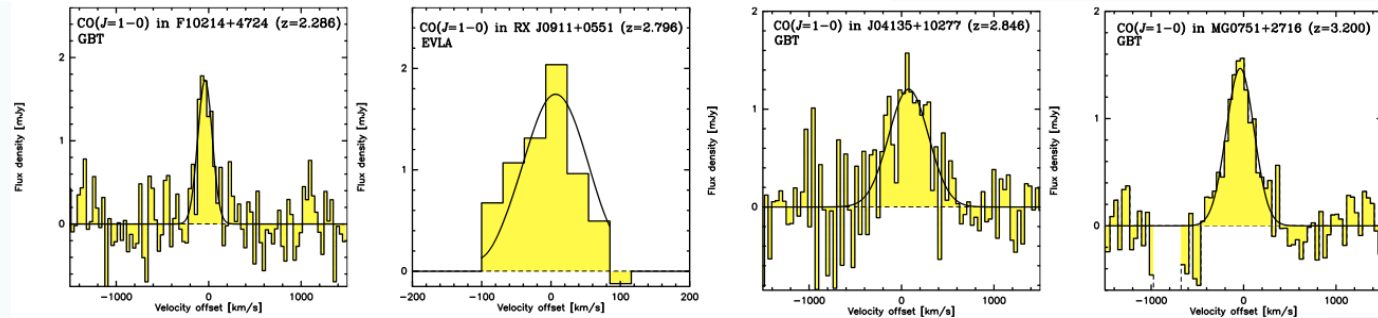 CO(J=1-0) in F10214+4724 (z=2.286)
GBT
Flux density [mJy]
2
1
0
-1000
0
1000
Velocity offset [km/s]
CO(J=1-0) in RX J0911+0551 (z=2.796)
EVLA
Flux density [mJy]
2
1
0
-200
-100
0
100
200
Velocity offset [km/s]
CO(J=1-0) in J04135+10277 (z=2.846)
GBT
Flux density [mJy]
2
1
0
-1000
0
1000
Velocity offset [km/s]
CO(J=1-0) in MG0751+2716 (z=3.200)
GBT
Flux density [mJy]
1
0
-1000
0
1000
Velocity offset [km/s]